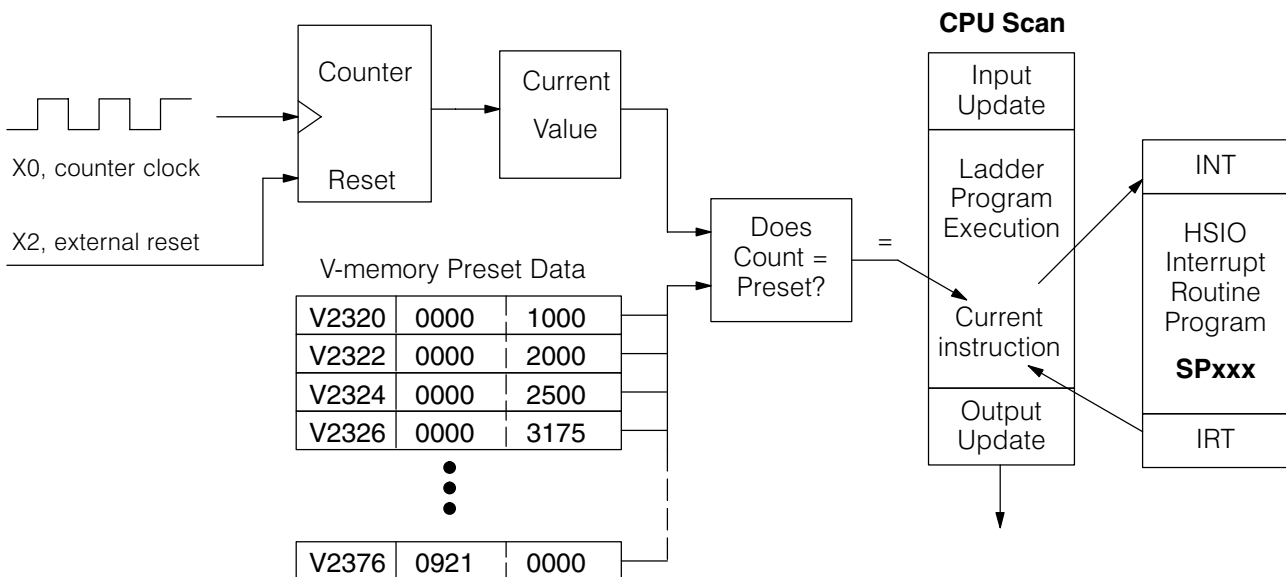 CPU Scan
Counter
Reset
Current
Value
Input
Update
X0, counter clock
X2, external reset
Ladder
Program
Execution
INT
HSIO
Interrupt
Routine
Program
SPxxx
IRT
Does
Count =
Preset?
=
V-memory Preset Data
V2320 0000 1000
V2322 0000 2000
V2324 0000 2500
V2326 0000 3175
V2376 0921 0000
Current
instruction
Output
Update